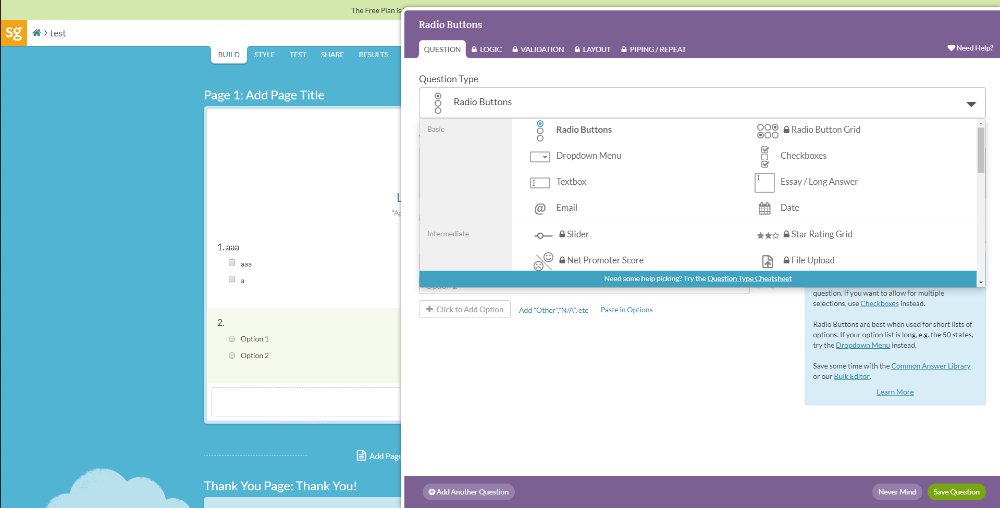 The Free Plan is
sg
test
BUILD
STYLE
TEST
SHARE
RESULTS
Page 1: Add Page Title
L
“Ap
1. aaa
aaa
a
2.
Option 1
Option 2
Add Page
Thank You Page: Thank You!
Radio Buttons
QUESTION
LOGIC
VALIDATION
LAYOUT
PIPING / REPEAT
Need Help?
Question Type
Radio Buttons
Basic
Radio Buttons
Radio Button Grid
Dropdown Menu
Checkboxes
Textbox
Essay / Long Answer
Email
Date
Intermediate
Slider
Star Rating Grid
Net Promoter Score
File Upload
Need some help picking? Try the Question Type Cheatsheet
Option 2
Click to Add Option
Add "Other","N/A", etc
Paste in Options
question. If you want to allow for multiple
selections, use Checkboxes instead.
Radio Buttons are best when used for short lists of
options. If your option list is long, e.g. the 50 states,
try the Dropdown Menu instead.
Save some time with the Common Answer Library
or our Bulk Editor.
Learn More
Add Another Question
Never Mind
Save Question